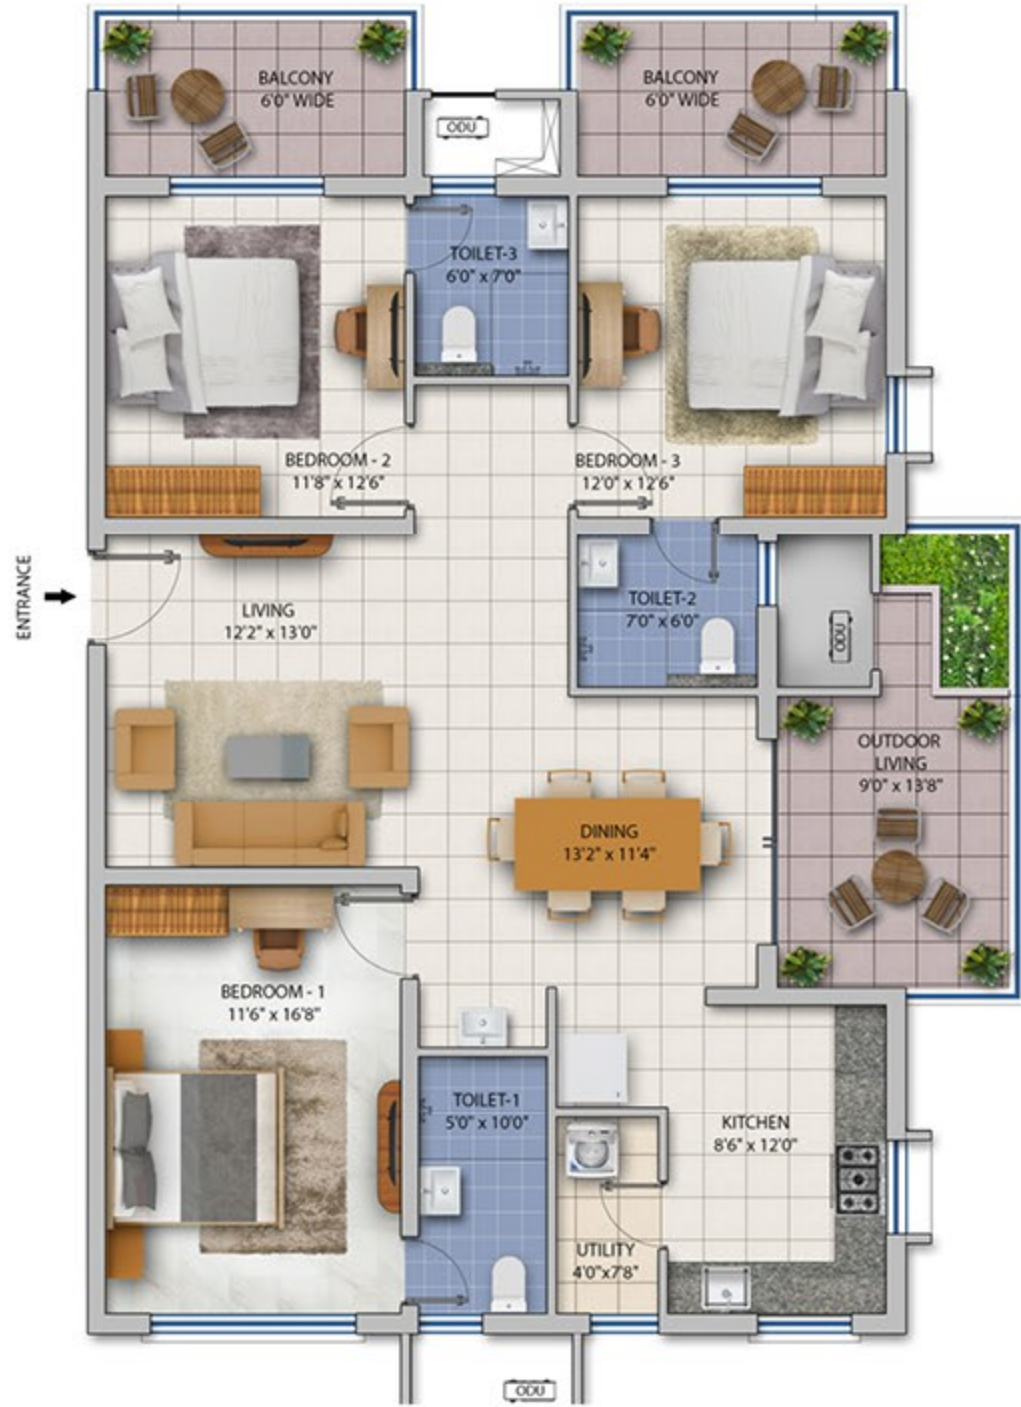 BALCONY
6'0" WIDE
BALCONY
6'0" WIDE
ODU
TOILET-3
6'0" x 7'0"
BEDROOM - 2
11'8" x 12'6"
BEDROOM - 3
12'0" x 12'6"
ENTRANCE
LIVING
12'2" x 13'0"
TOILET-2
7'0" x 6'0"
ODU
OUTDOOR
LIVING
9'0" x 13'8"
DINING
13'2" x 11'4"
BEDROOM - 1
11'6" x 16'8"
TOILET-1
5'0" x 10'0"
KITCHEN
8'6" x 12'0"
UTILITY
4'0"x7'8"
ODU